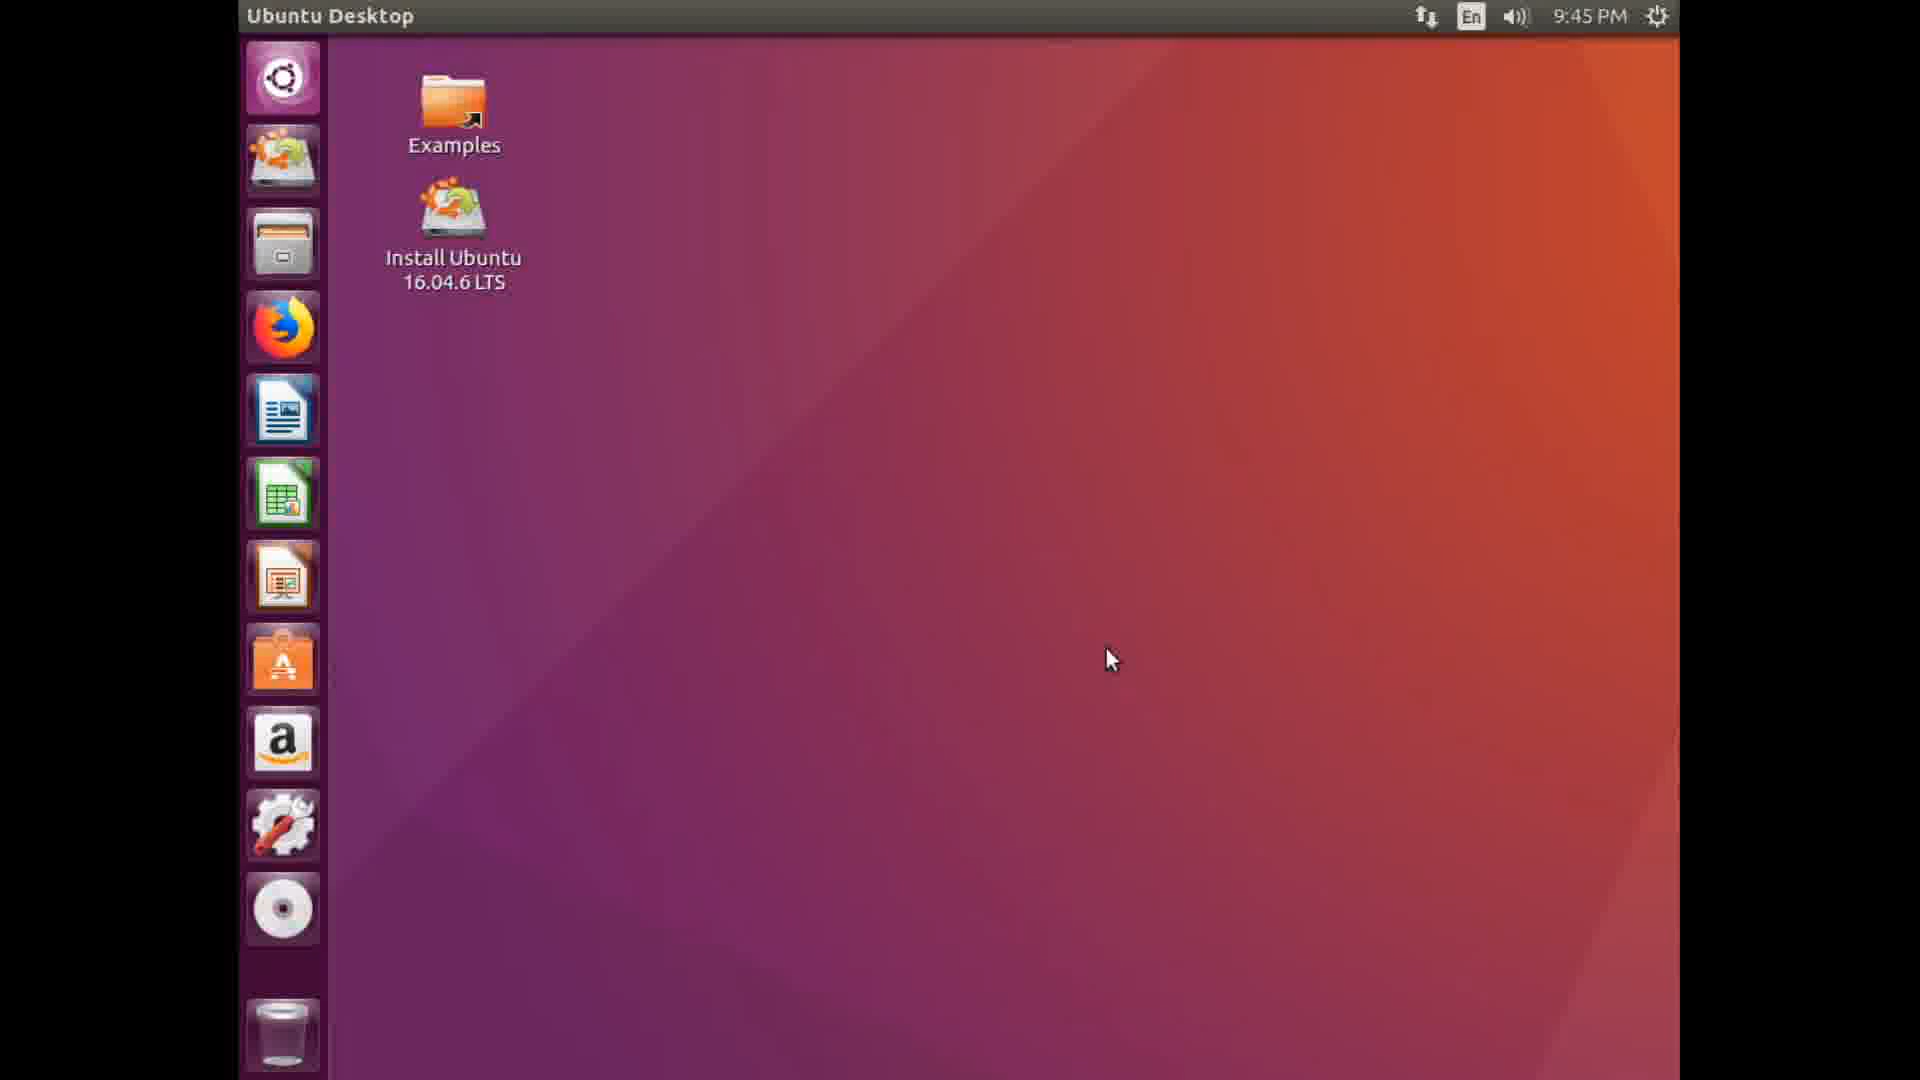 Ubuntu Desktop
En
9:45 PM
Examples
Install Ubuntu
16.04.6 LTS
A
a